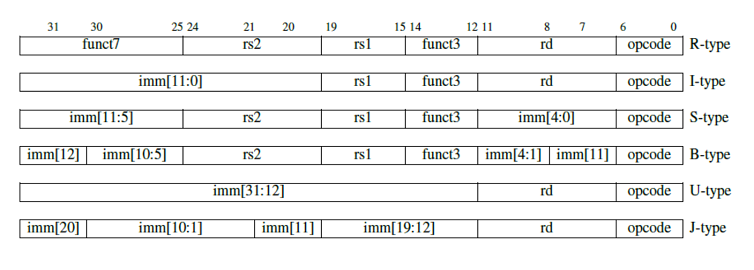 31 30 25 24 21 20 19 15 14 12 11 8 7 6 0
funct7 rs2 rs1 funct3 rd opcode R-type
imm[11:0] rs1 funct3 rd opcode I-type
imm[11:5] rs2 rs1 funct3 imm[4:0] opcode S-type
imm[12] imm[10:5] rs2 rs1 funct3 imm[4:1] imm[11] opcode B-type
imm[31:12] rd opcode U-type
imm[20] imm[10:1] imm[11] imm[19:12] rd opcode J-type